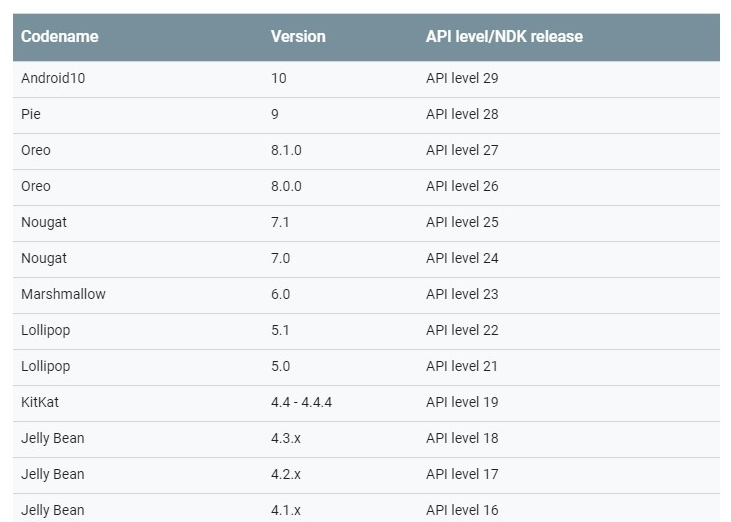 Codename Version API level/NDK release
Android10 10 API level 29
Pie 9 API level 28
Oreo 8.1.0 API level 27
Oreo 8.0.0 API level 26
Nougat 7.1 API level 25
Nougat 7.0 API level 24
Marshmallow 6.0 API level 23
Lollipop 5.1 API level 22
Lollipop 5.0 API level 21
KitKat 4.4 - 4.4.4 API level 19
Jelly Bean 4.3.x API level 18
Jelly Bean 4.2.x API level 17
Jelly Bean 4.1.x API level 16